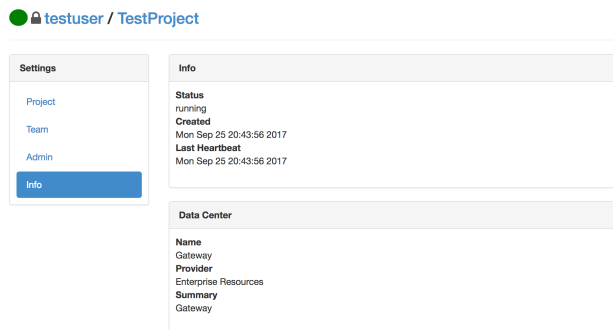 testuser / TestProject
Settings
Project
Team
Admin
Info
Info
Status
running
Created
Mon Sep 25 20:43:56 2017
Last Heartbeat
Mon Sep 25 20:43:56 2017
Data Center
Name
Gateway
Provider
Enterprise Resources
Summary
Gateway